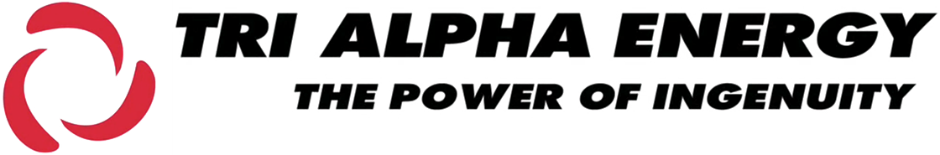 TRI ALPHA ENERGY
THE POWER OF INGENUITY